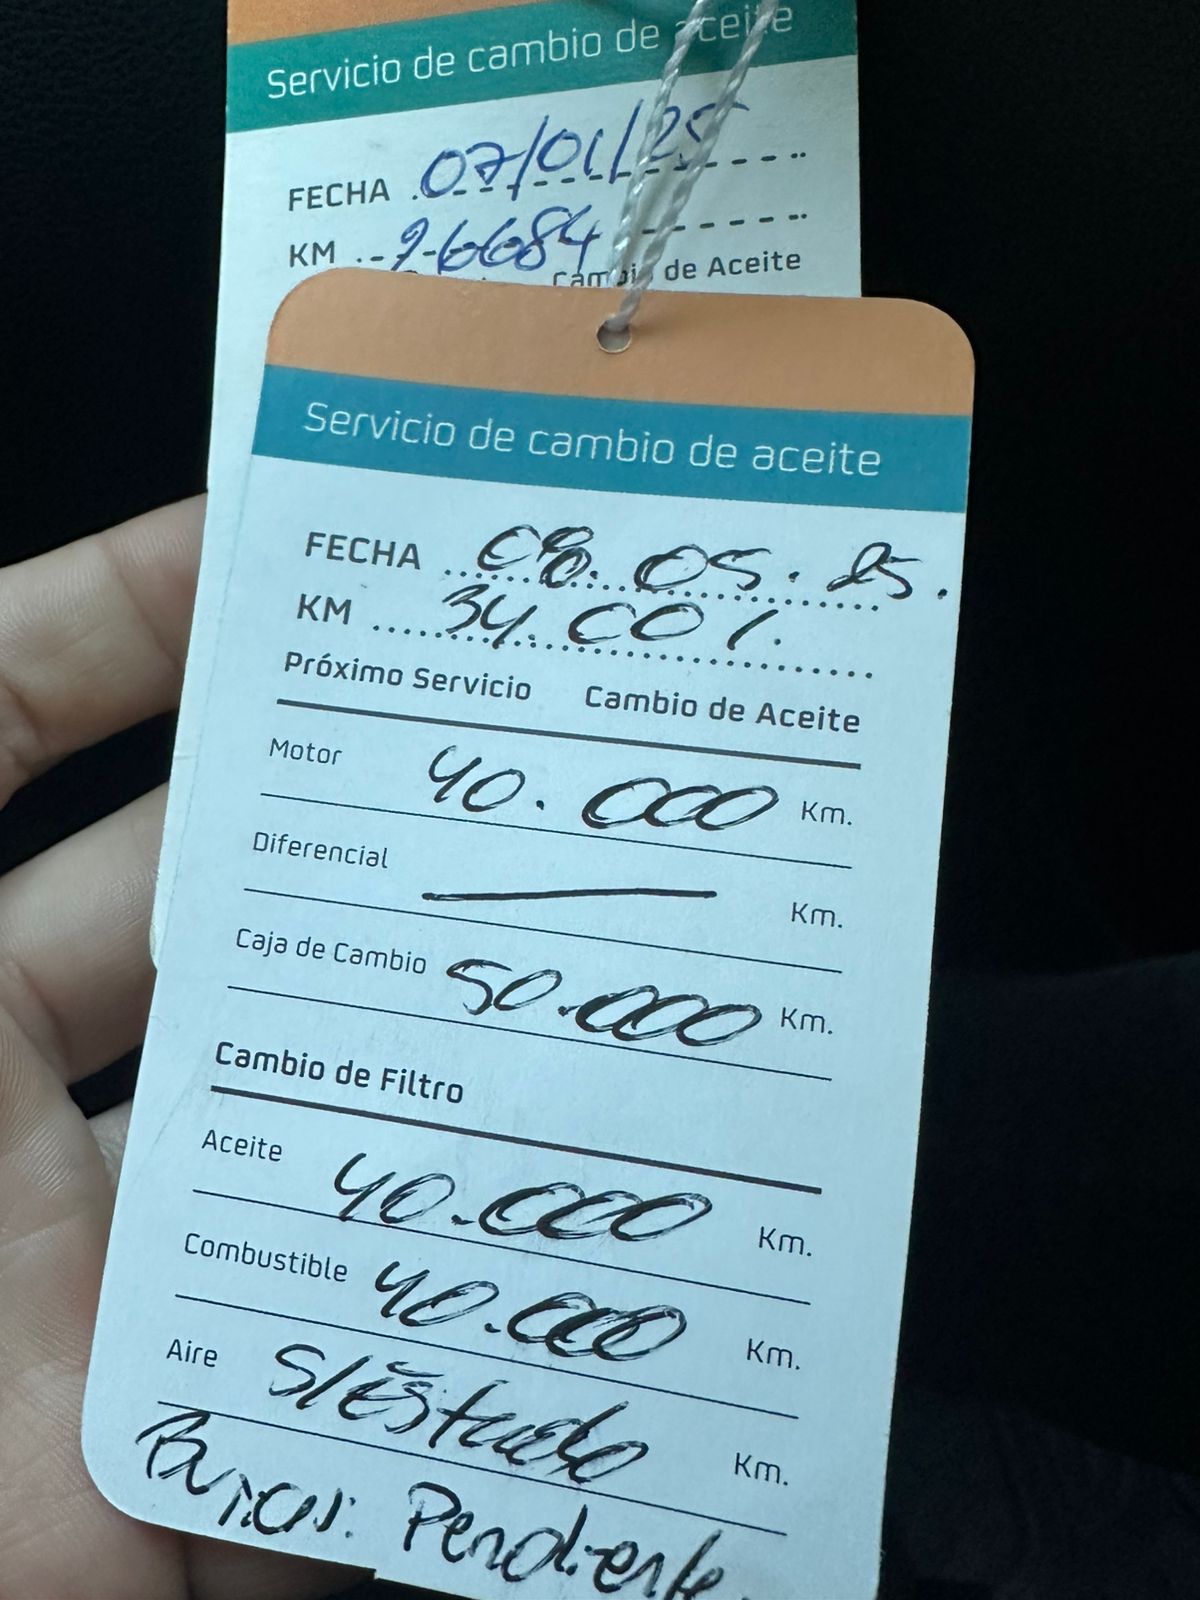 Servicio de cambio de aceite
FECHA 07/01/25
KM 26684
Cambio de Aceite
Servicio de cambio de aceite
FECHA 08.05.25.
KM 34.001.
Próximo Servicio Cambio de Aceite
Motor 40.000 Km.
Diferencial — Km.
Caja de Cambio 50.000 Km.
Cambio de Filtro
Aceite 40.000 Km.
Combustible 40.000 Km.
Aire S/Estado Km.
Pendiente